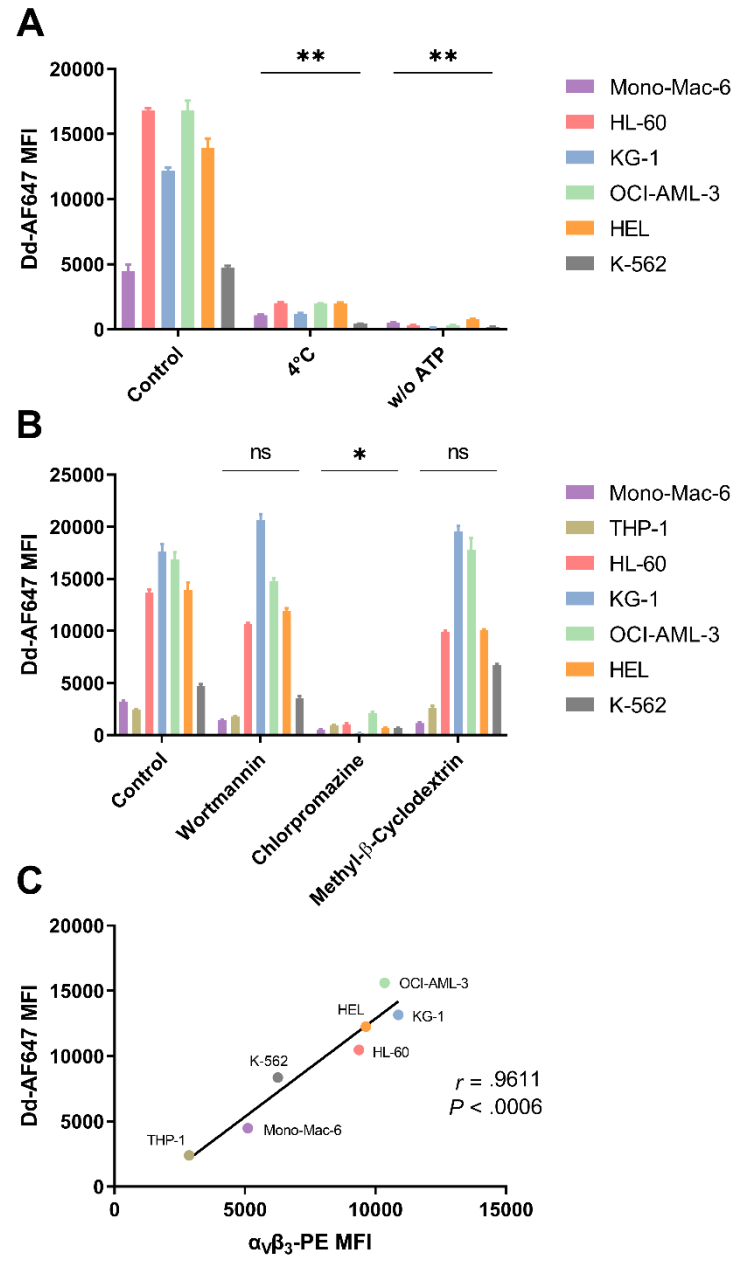 A
** **
20000
15000
10000
5000
0
Dd-AF647 MFI
Control
4°C
w/o ATP
Mono-Mac-6
HL-60
KG-1
OCI-AML-3
HEL
K-562
B
ns * ns
25000
20000
15000
10000
5000
0
Dd-AF647 MFI
Control
Wortmannin
Chlorpromazine
Methyl-β-Cyclodextrin
Mono-Mac-6
THP-1
HL-60
KG-1
OCI-AML-3
HEL
K-562
C
20000
15000
10000
5000
0
Dd-AF647 MFI
OCI-AML-3
HEL
KG-1
HL-60
K-562
Mono-Mac-6
THP-1
r = .9611
P < .0006
0 5000 10000 15000
αVβ3-PE MFI